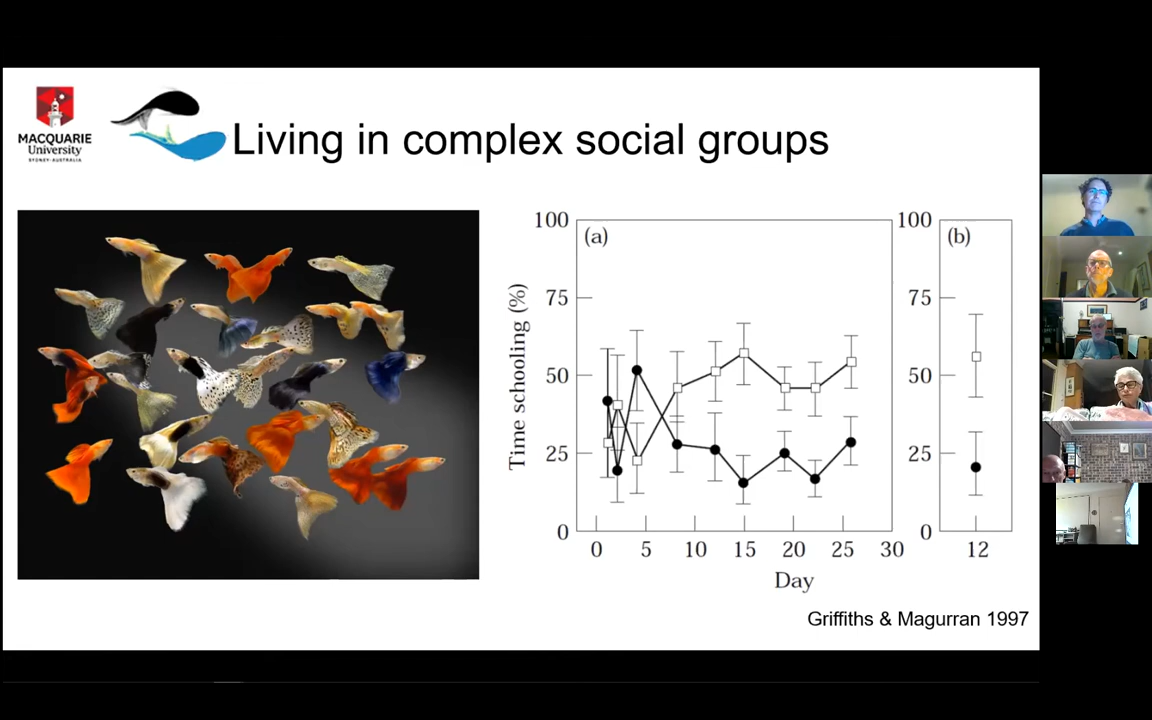 MACQUARIE
University
SYDNEY·AUSTRALIA
Living in complex social groups
Time schooling (%)
100
75
50
25
0
(a)
0 5 10 15 20 25 30
Day
100
75
50
25
0
(b)
12
Griffiths & Magurran 1997